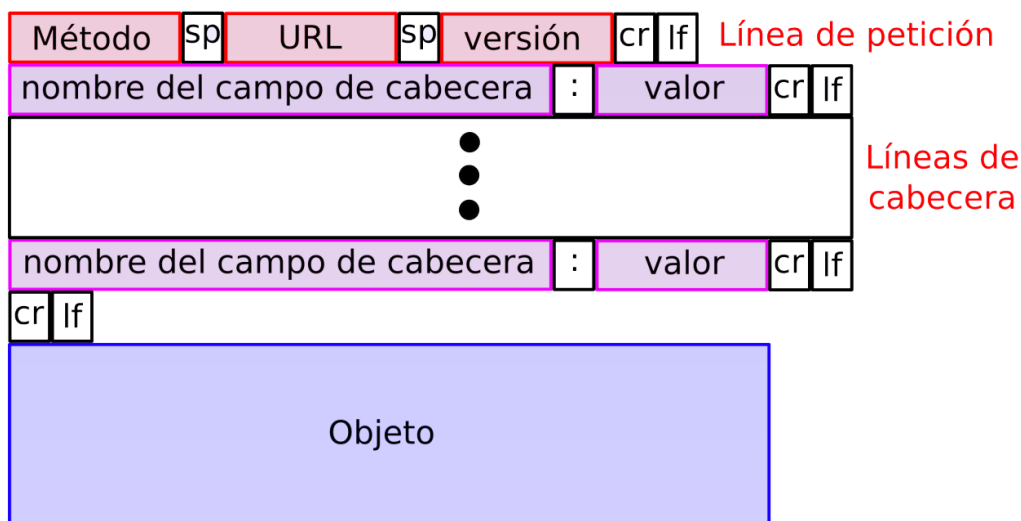 Método sp URL sp versión cr lf Línea de petición
nombre del campo de cabecera : valor cr lf
Líneas de
cabecera
nombre del campo de cabecera : valor cr lf
cr lf
Objeto